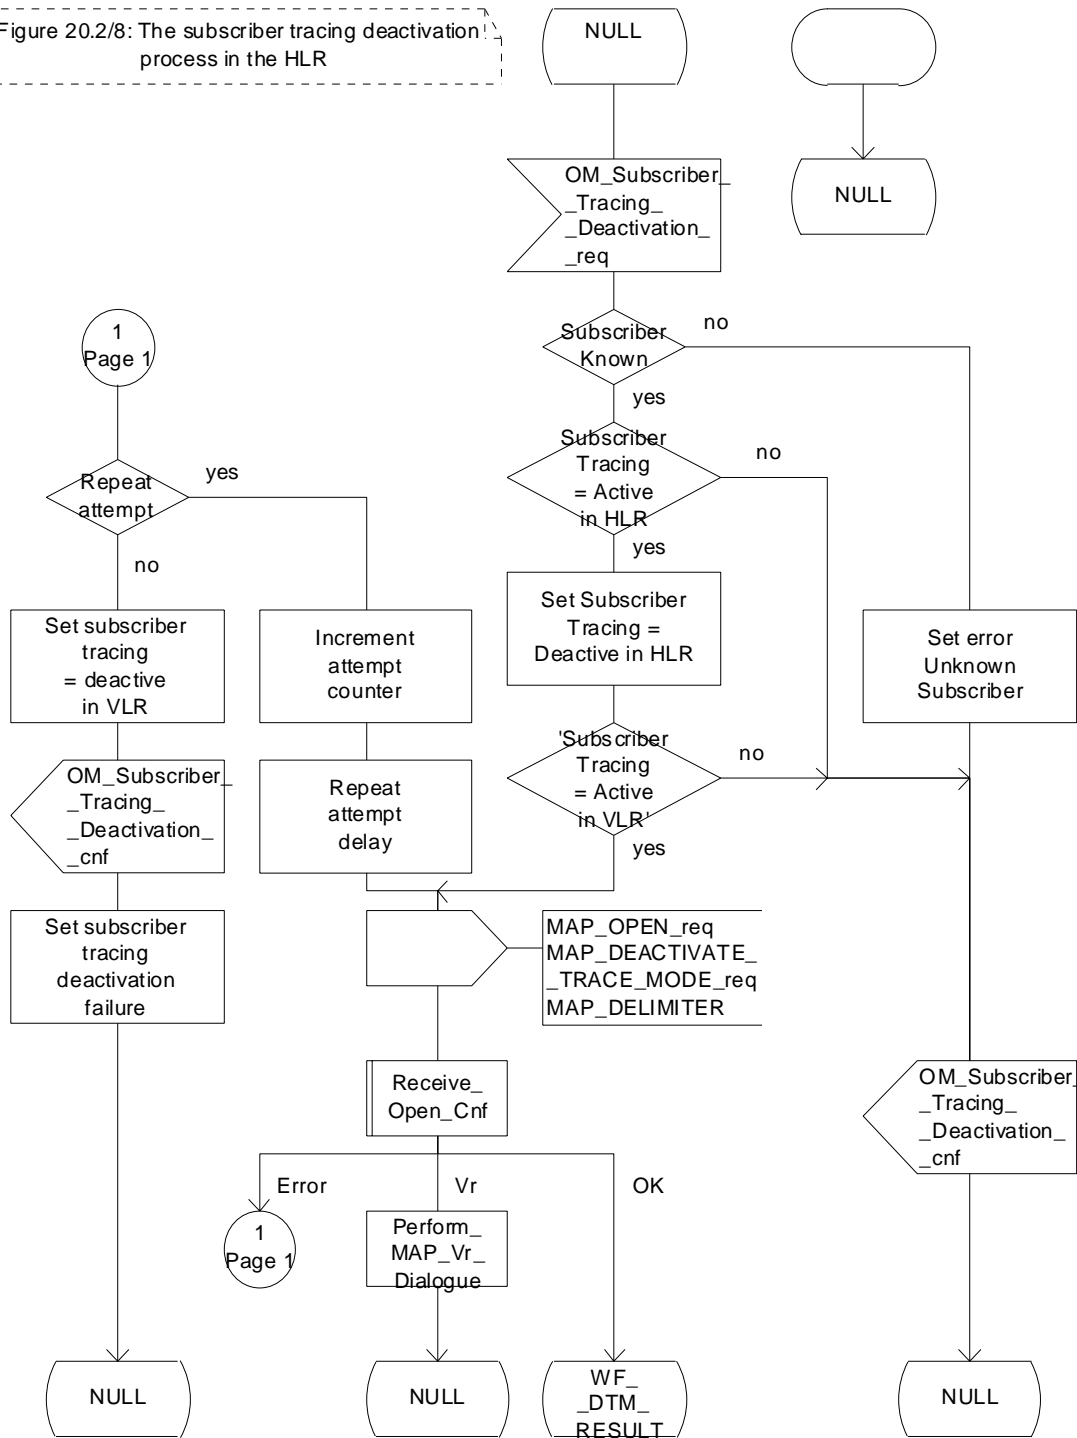 Figure 20.2/8: The subscriber tracing deactivation
process in the HLR
NULL
NULL
OM_Subscriber_
_Tracing_
_Deactivation_
_req
Subscriber
Known
no
yes
1
Page 1
Repeat
attempt
yes
no
Subscriber
Tracing
= Active
in HLR
no
yes
Set subscriber
tracing
= deactive
in VLR
Increment
attempt
counter
Set Subscriber
Tracing =
Deactive in HLR
Set error
Unknown
Subscriber
OM_Subscriber_
_Tracing_
_Deactivation_
_cnf
Repeat
attempt
delay
'Subscriber
Tracing
= Active
in VLR'
no
yes
Set subscriber
tracing
deactivation
failure
MAP_OPEN_req
MAP_DEACTIVATE_
_TRACE_MODE_req
MAP_DELIMITER
Receive_
Open_Cnf
OM_Subscriber_
_Tracing_
_Deactivation_
_cnf
Error
Vr
OK
1
Page 1
Perform_
MAP_Vr_
Dialogue
NULL
NULL
WF_
_DTM_
RESULT
NULL